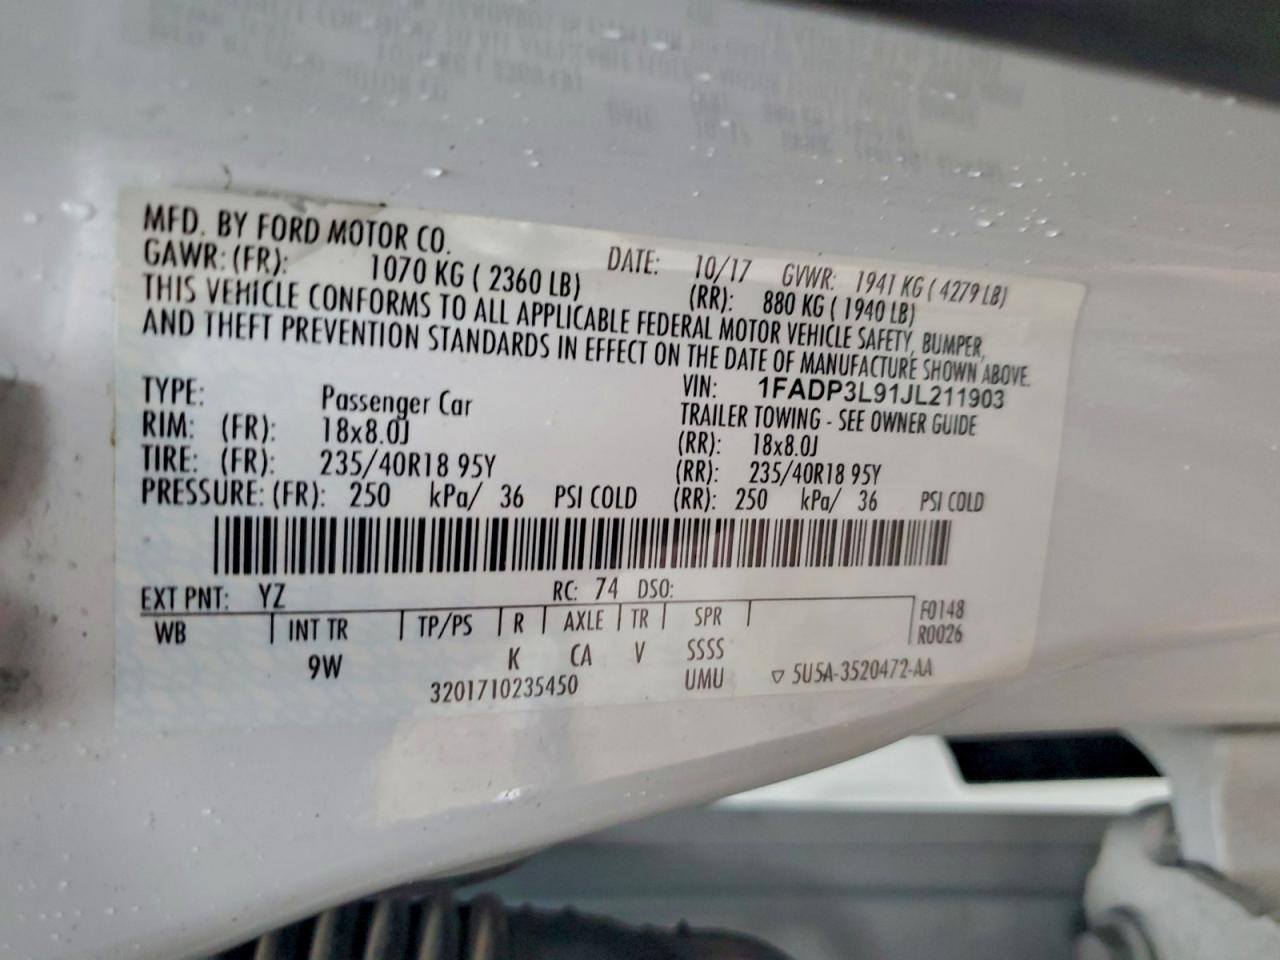 MFD. BY FORD MOTOR CO.
DATE: 10/17 GVWR: 1941 KG ( 4279 LB)
GAWR: (FR): 1070 KG ( 2360 LB) (RR): 880 KG ( 1940 LB)
THIS VEHICLE CONFORMS TO ALL APPLICABLE FEDERAL MOTOR VEHICLE SAFETY, BUMPER,
AND THEFT PREVENTION STANDARDS IN EFFECT ON THE DATE OF MANUFACTURE SHOWN ABOVE.
VIN: 1FADP3L91JL211903
TYPE: Passenger Car TRAILER TOWING - SEE OWNER GUIDE
RIM: (FR): 18x8.0J (RR): 18x8.0J
TIRE: (FR): 235/40R18 95Y (RR): 235/40R18 95Y
PRESSURE: (FR): 250 kPa/ 36 PSI COLD (RR): 250 kPa/ 36 PSI COLD
EXT PNT: YZ RC: 74 DSO:
WB INT TR TP/PS R AXLE TR SPR F0148
R0026
9W K CA V SSSS
3201710235450 UMU ▽ 5U5A-3520472-AA